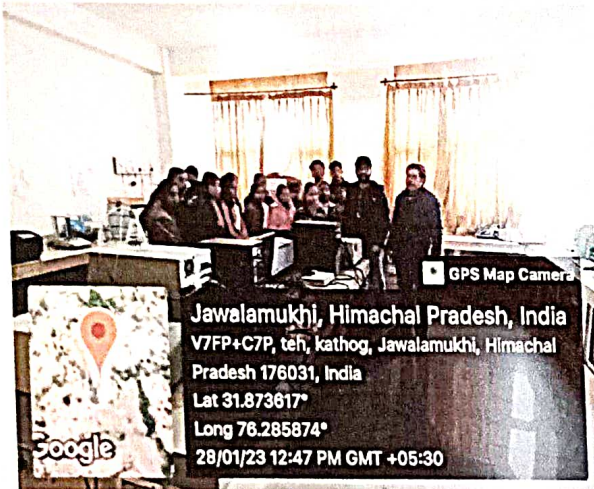 GPS Map Camera
Jawalamukhi, Himachal Pradesh, India
V7FP+C7P, teh, kathog, Jawalamukhi, Himachal
Pradesh 176031, India
Lat 31.873617°
Long 76.285874°
28/01/23 12:47 PM GMT +05:30
Google